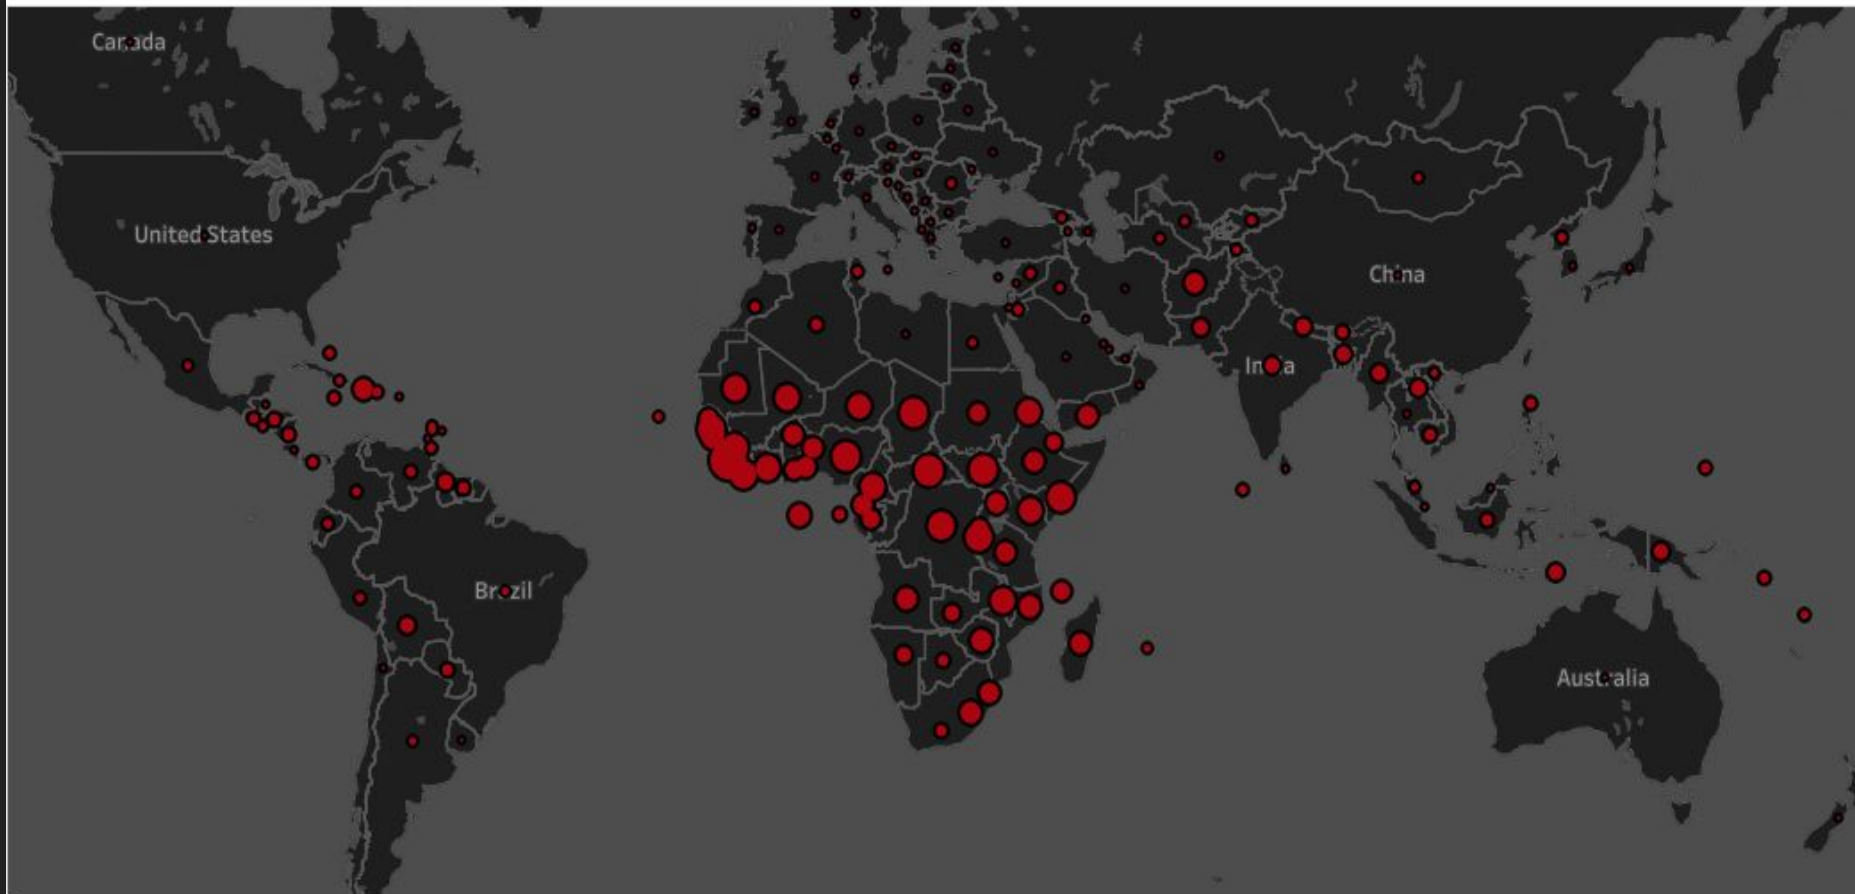 Canada
United States
China
India
Brazil
Australia